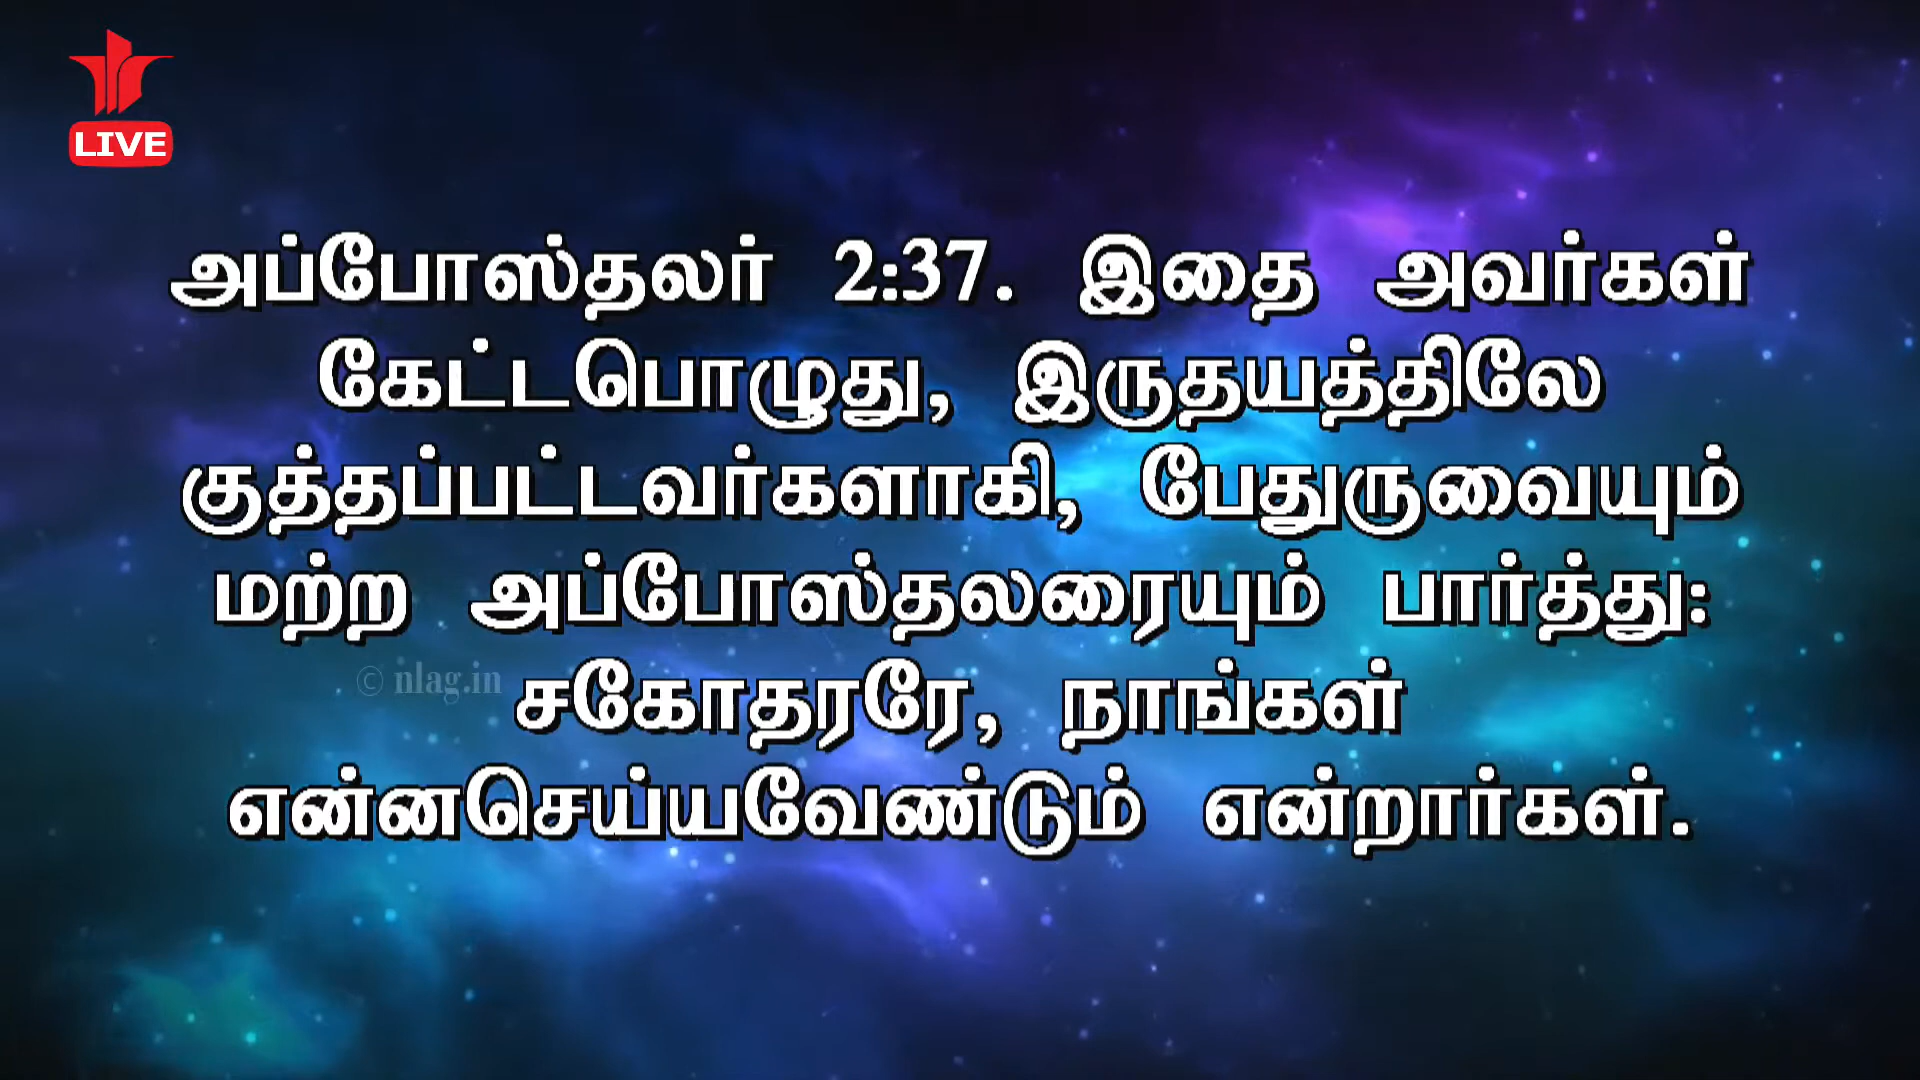 LIVE
அப்போஸ்தலர் 2:37. இதை அவர்கள்
கேட்டபொழுது, இருதயத்திலே
குத்தப்பட்டவர்களாகி, பேதுருவையும்
மற்ற அப்போஸ்தலரையும் பார்த்து:
© nlag.in
சகோதரரே, நாங்கள்
என்னசெய்யவேண்டும் என்றார்கள்.